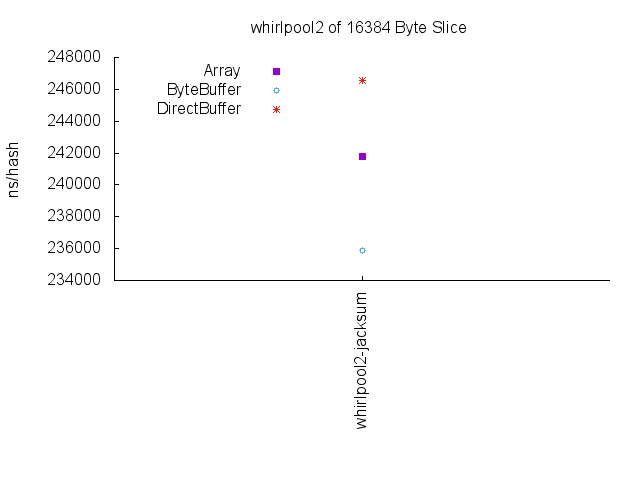 whirlpool2 of 16384 Byte Slice
248000
246000
244000
242000
240000
238000
236000
234000
ns/hash
Array
ByteBuffer
DirectBuffer
whirlpool2-jacksum